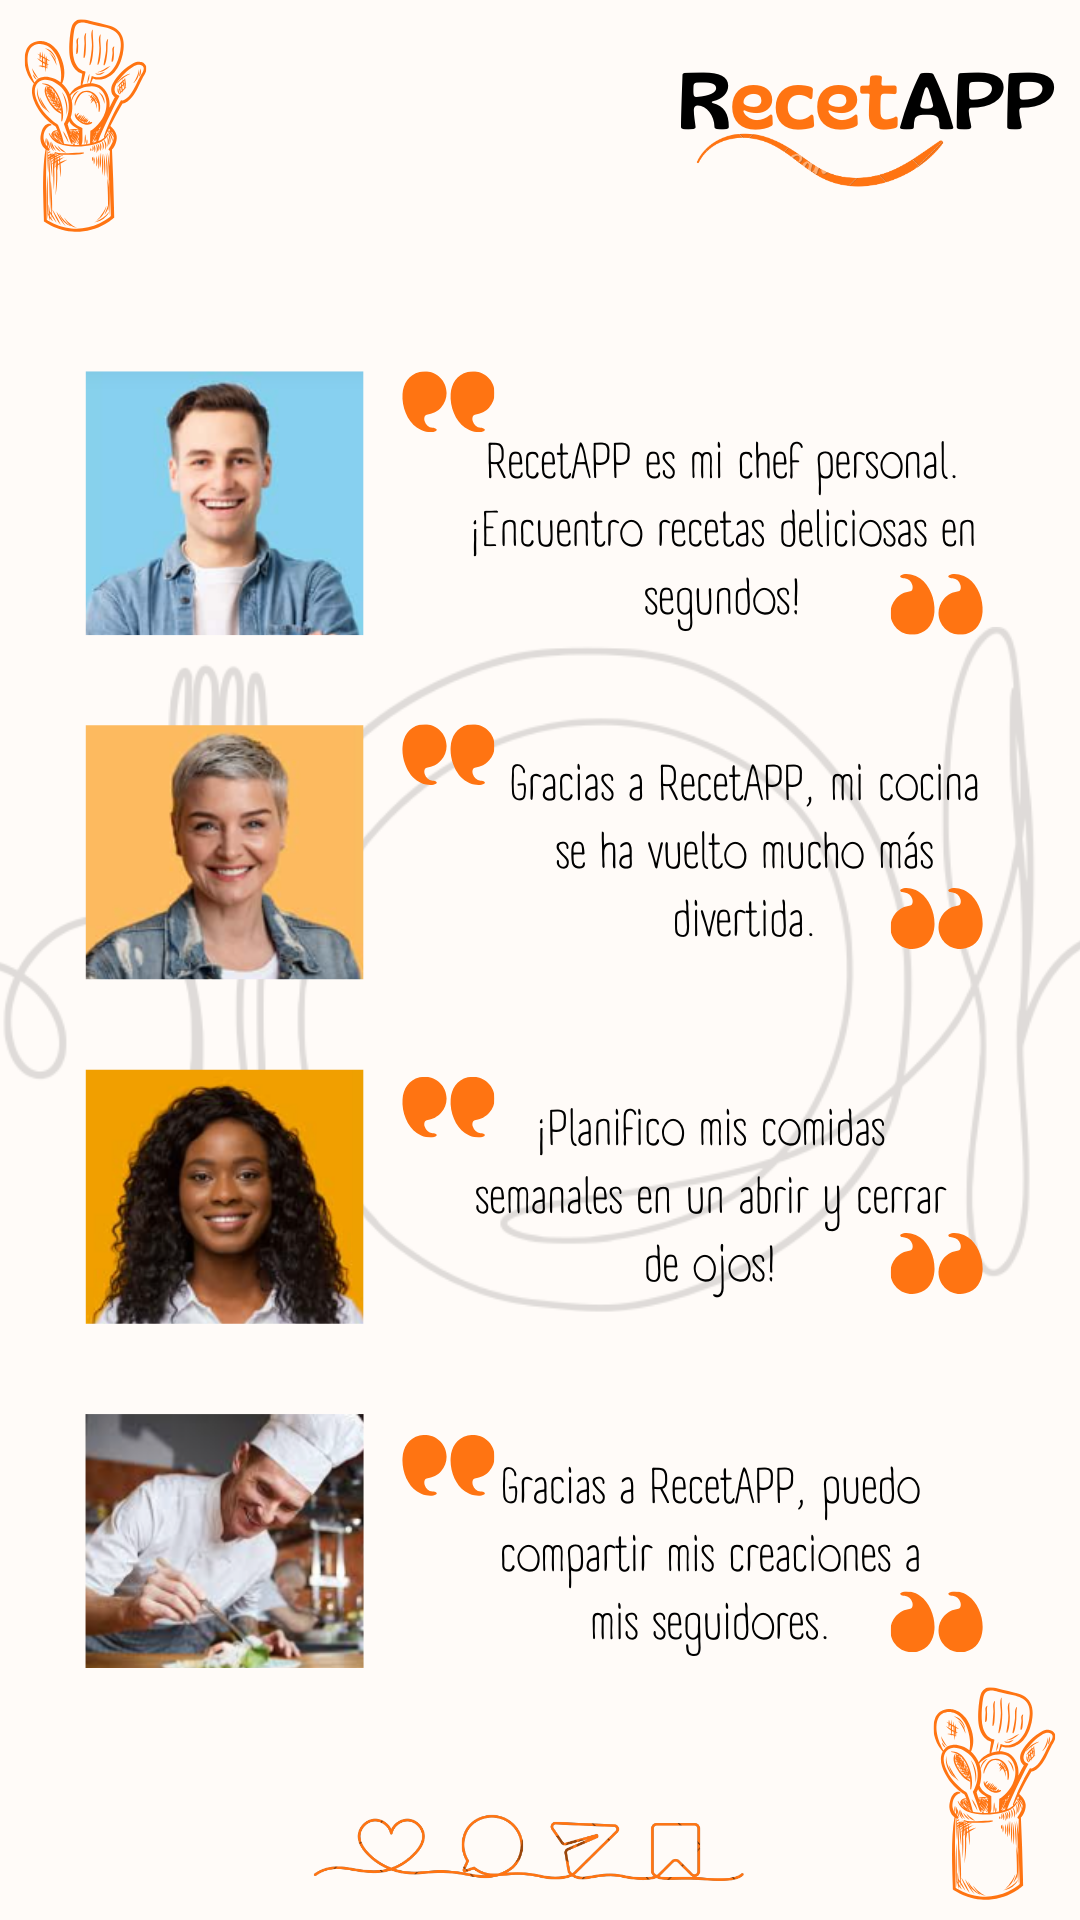 RecetAPP
RecetAPP es mi chef personal.
¡Encuentro recetas deliciosas en
segundos!
Gracias a RecetAPP, mi cocina
se ha vuelto mucho más
divertida.
¡Planifico mis comidas
semanales en un abrir y cerrar
de ojos!
Gracias a RecetAPP, puedo
compartir mis creaciones a
mis seguidores.